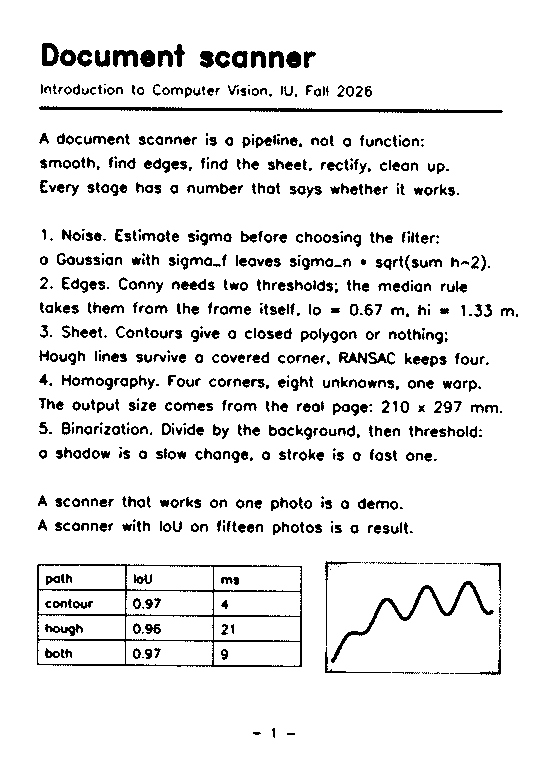 Document scanner
Introduction to Computer Vision, IU, Fall 2026
A document scanner is a pipeline, not a function:
smooth, find edges, find the sheet, rectify, clean up.
Every stage has a number that says whether it works.
1. Noise. Estimate sigma before choosing the filter:
a Gaussian with sigma_f leaves sigma_n * sqrt(sum h^2).
2. Edges. Canny needs two thresholds; the median rule
takes them from the frame itself, lo = 0.67 m, hi = 1.33 m.
3. Sheet. Contours give a closed polygon or nothing;
Hough lines survive a covered corner, RANSAC keeps four.
4. Homography. Four corners, eight unknowns, one warp.
The output size comes from the real page: 210 x 297 mm.
5. Binarization. Divide by the background, then threshold:
a shadow is a slow change, a stroke is a fast one.
A scanner that works on one photo is a demo.
A scanner with IoU on fifteen photos is a result.
path IoU ms
contour 0.97 4
hough 0.96 21
both 0.97 9
- 1 -